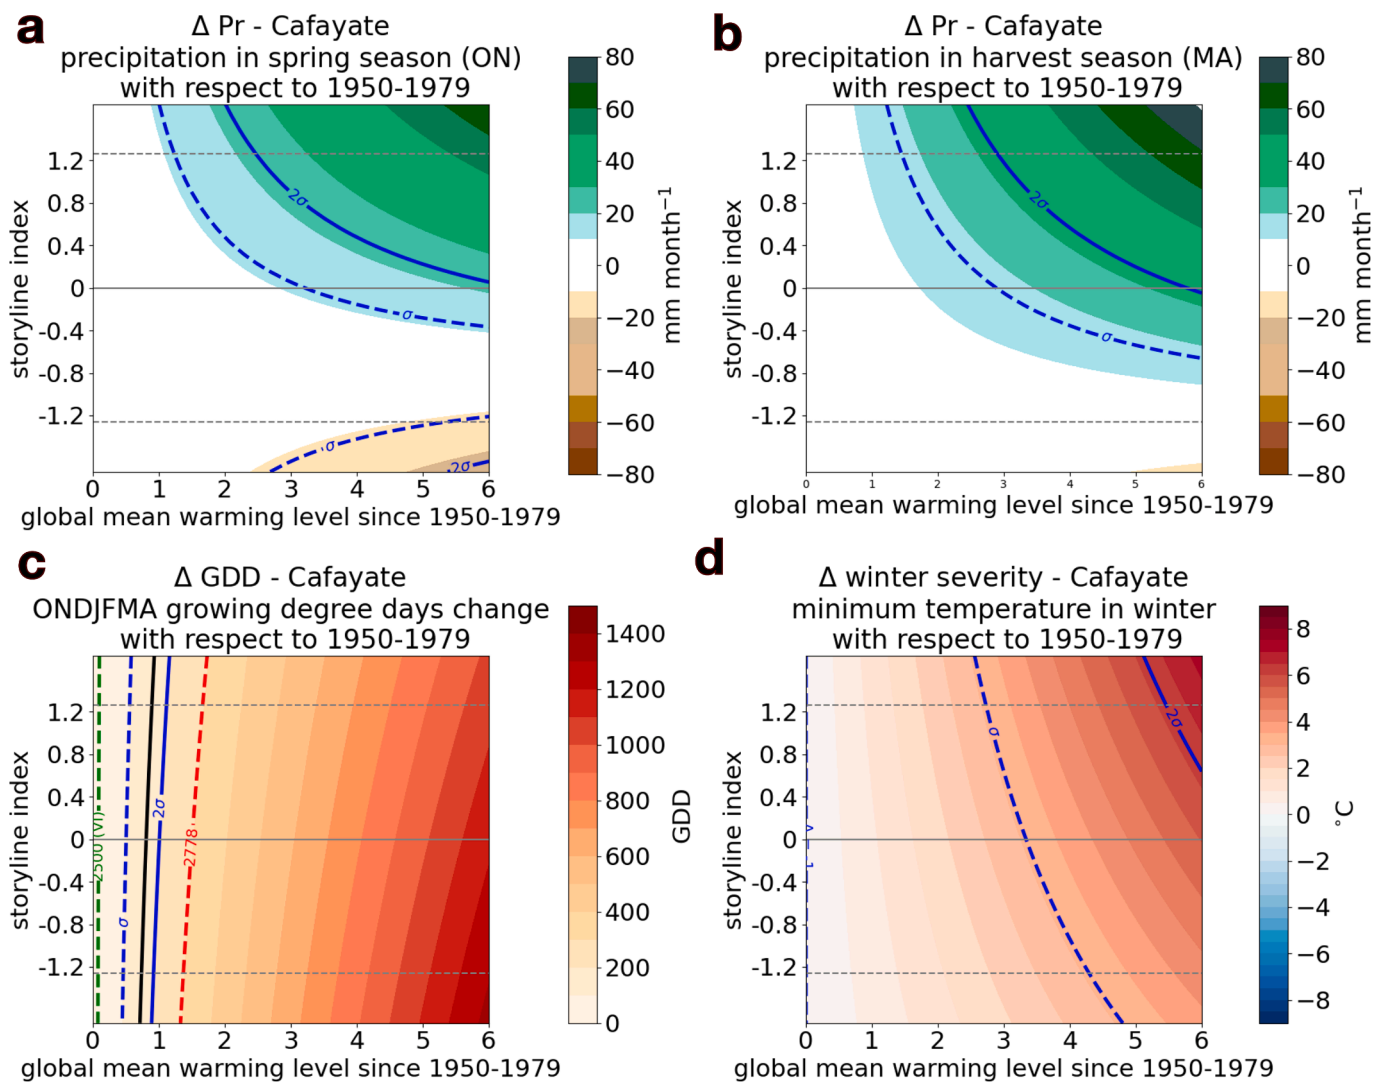 a
Δ Pr - Cafayate
precipitation in spring season (ON)
with respect to 1950-1979
80
60
40
20
0
−20
−40
−60
−80
mm month⁻¹
1.2
0.8
0.4
0
-0.4
-0.8
-1.2
storyline index
2σ
σ
σ
2σ
0 1 2 3 4 5 6
global mean warming level since 1950-1979
b
Δ Pr - Cafayate
precipitation in harvest season (MA)
with respect to 1950-1979
80
60
40
20
0
−20
−40
−60
−80
mm month⁻¹
1.2
0.8
0.4
0
-0.4
-0.8
-1.2
storyline index
2σ
σ
0 1 2 3 4 5 6
global mean warming level since 1950-1979
c
Δ GDD - Cafayate
ONDJFMA growing degree days change
with respect to 1950-1979
1400
1200
1000
800
600
400
200
0
GDD
1.2
0.8
0.4
0
-0.4
-0.8
-1.2
storyline index
2500 (VI)
σ
2σ
2778
0 1 2 3 4 5 6
global mean warming level since 1950-1979
d
Δ winter severity - Cafayate
minimum temperature in winter
with respect to 1950-1979
8
6
4
2
0
−2
−4
−6
−8
°C
1.2
0.8
0.4
0
-0.4
-0.8
-1.2
storyline index
σ
2σ
0 1 2 3 4 5 6
global mean warming level since 1950-1979